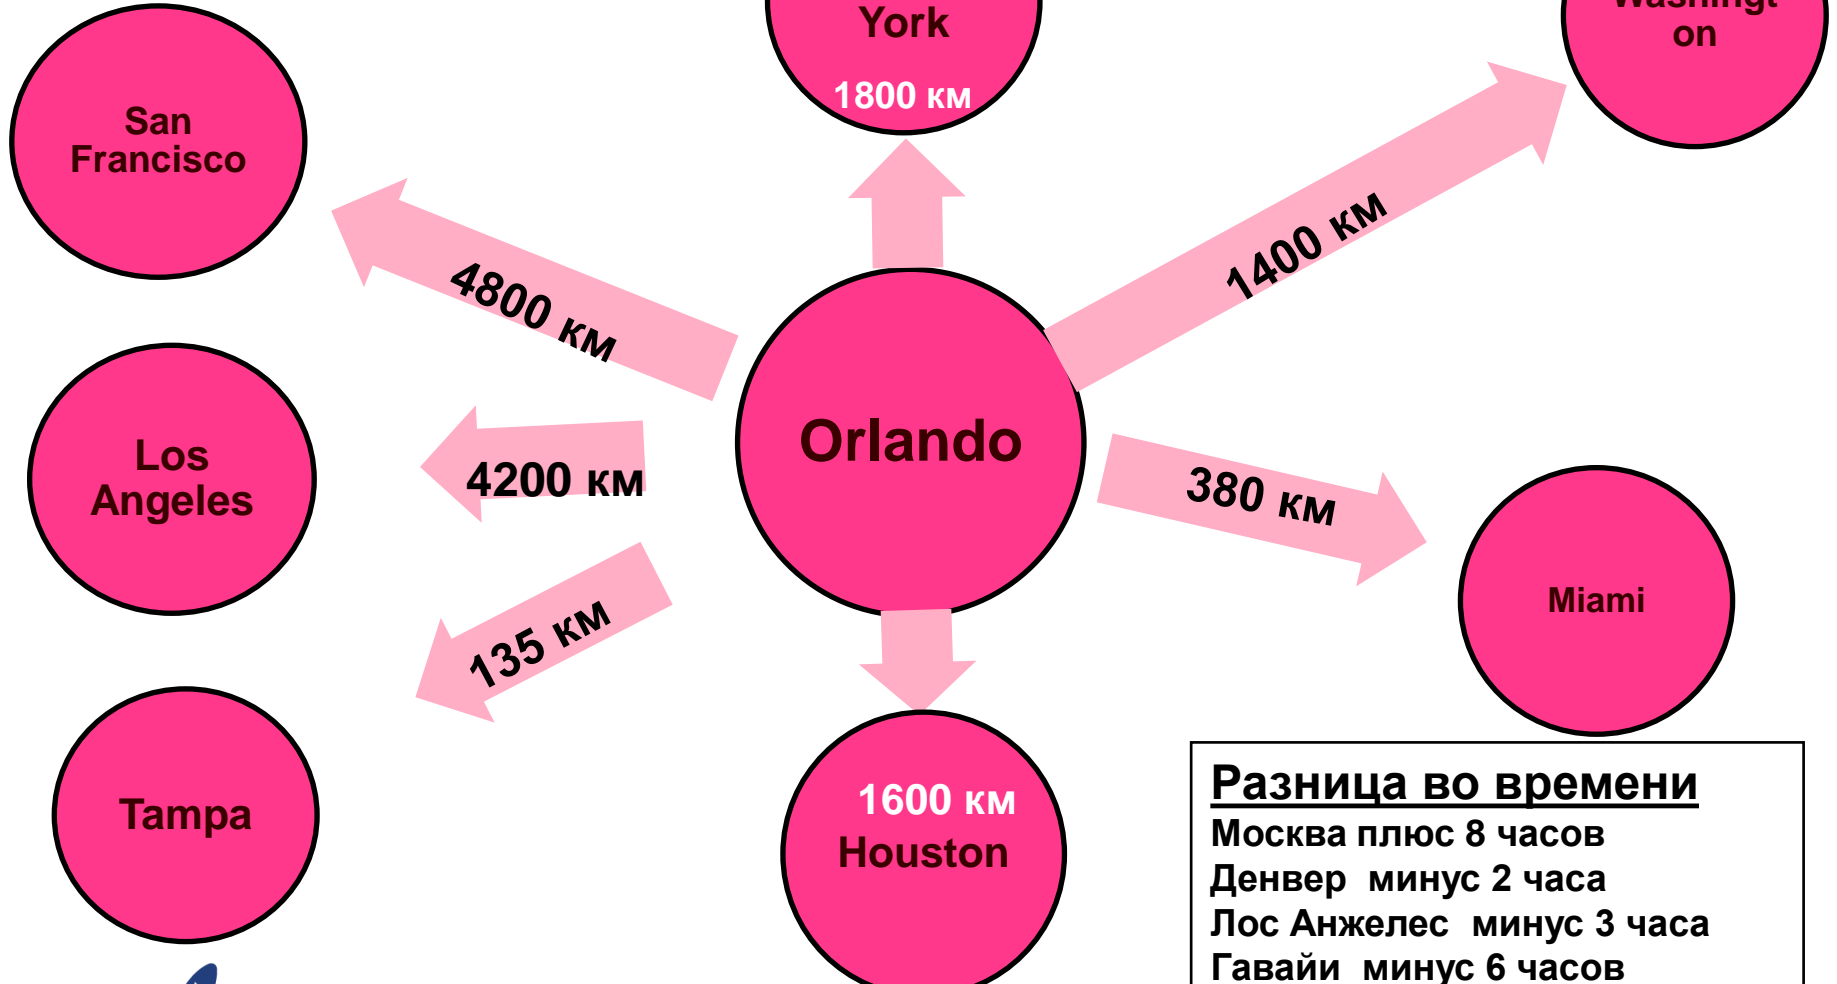 York
1800 км
on
San
Francisco
4800 км
1400 км
Orlando
Los
Angeles
4200 км
380 км
135 км
Miami
Tampa
1600 км
Houston
Разница во времени
Москва плюс 8 часов
Денвер минус 2 часа
Лос Анжелес минус 3 часа
Гавайи минус 6 часов